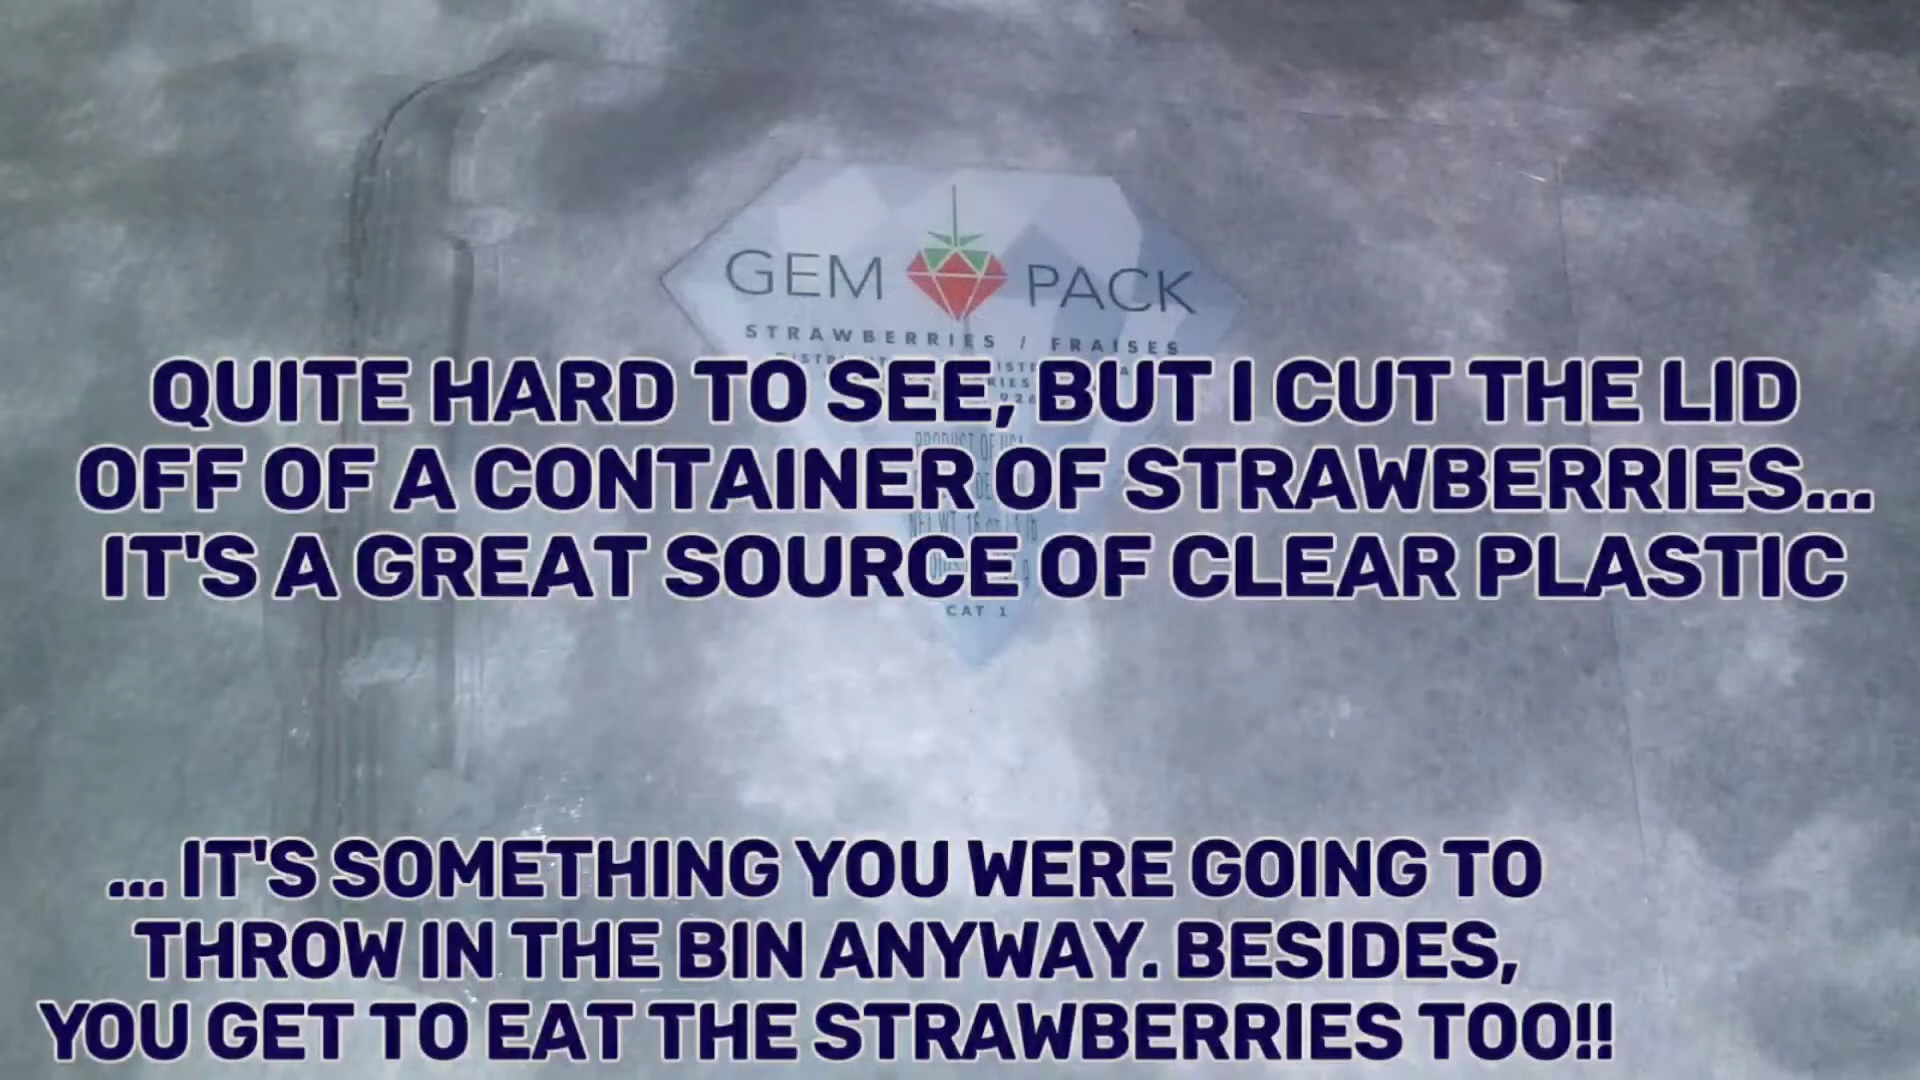 GEM PACK
STRAWBERRIES / FRAISES
QUITE HARD TO SEE, BUT I CUT THE LID
OFF OF A CONTAINER OF STRAWBERRIES...
IT'S A GREAT SOURCE OF CLEAR PLASTIC
CAT 1
... IT'S SOMETHING YOU WERE GOING TO
THROW IN THE BIN ANYWAY. BESIDES,
YOU GET TO EAT THE STRAWBERRIES TOO!!